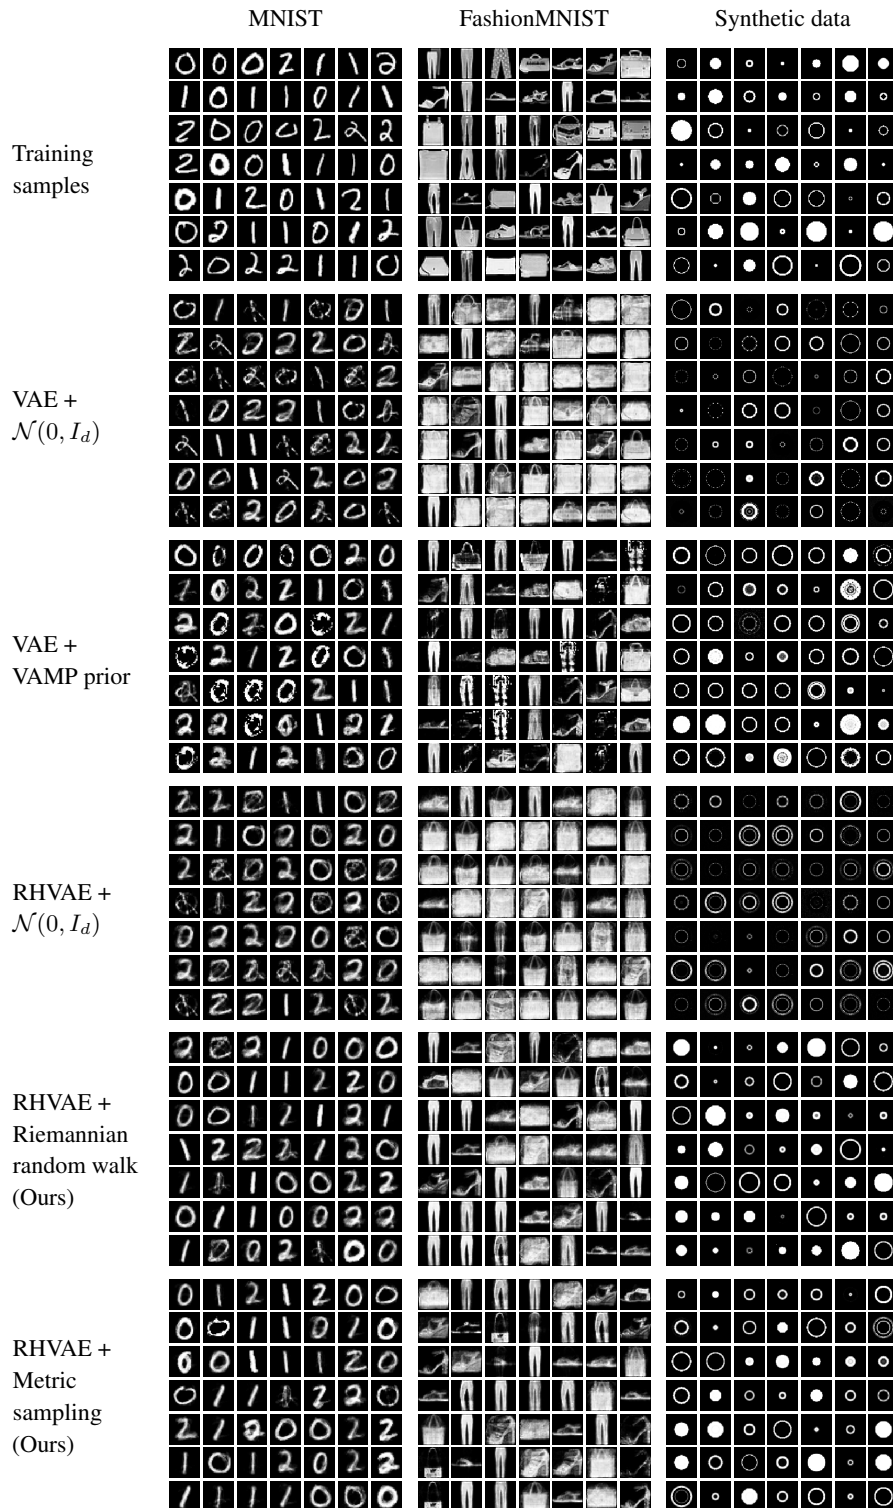 MNIST FashionMNIST Synthetic data
Training
samples
VAE +
𝒩(0, I_d)
VAE +
VAMP prior
RHVAE +
𝒩(0, I_d)
RHVAE +
Riemannian
random walk
(Ours)
RHVAE +
Metric
sampling
(Ours)